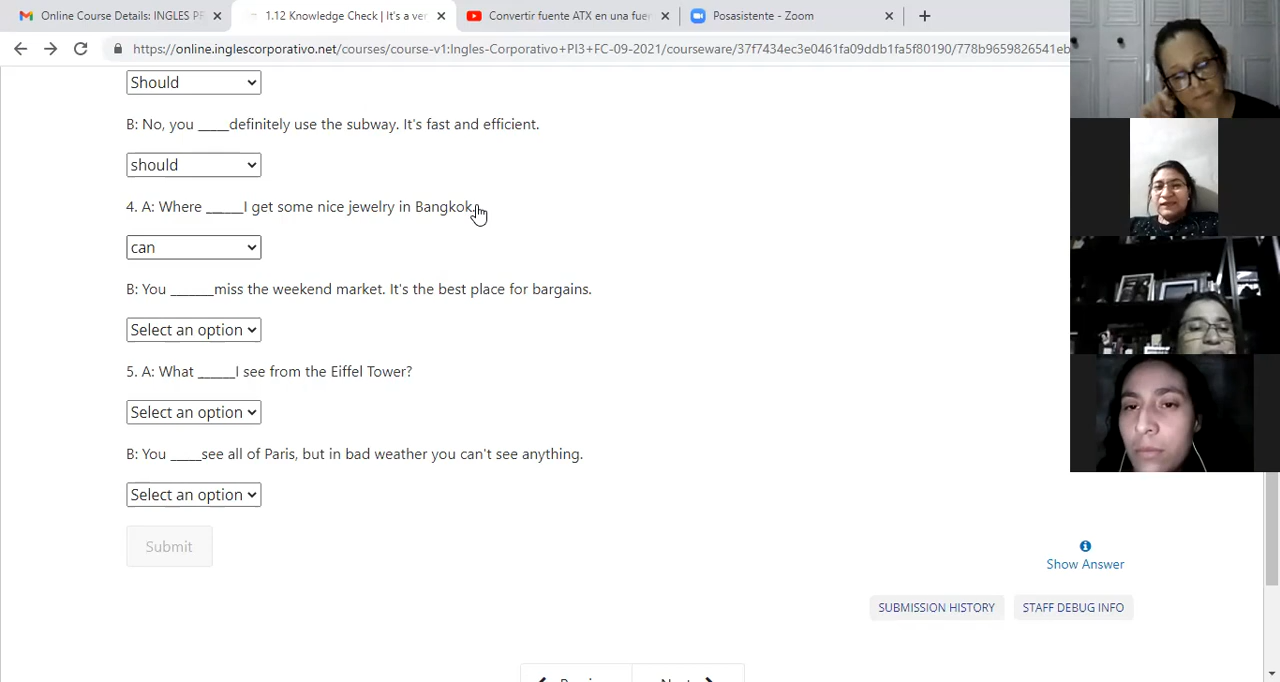 Online Course Details: INGLES PF
1.12 Knowledge Check | It's a ver
Convertir fuente ATX en una fuer
Posasistente - Zoom
https://online.inglescorporativo.net/courses/course-v1:Ingles-Corporativo+PI3+FC-09-2021/courseware/37f7434ec3e0461fa09ddb1fa5f80190/778b9659826541eb
Should
B: No, you ____definitely use the subway. It's fast and efficient.
should
4. A: Where _____I get some nice jewelry in Bangkok
can
B: You ______miss the weekend market. It's the best place for bargains.
Select an option
5. A: What _____I see from the Eiffel Tower?
Select an option
B: You ____see all of Paris, but in bad weather you can't see anything.
Select an option
Submit
Show Answer
SUBMISSION HISTORY
STAFF DEBUG INFO